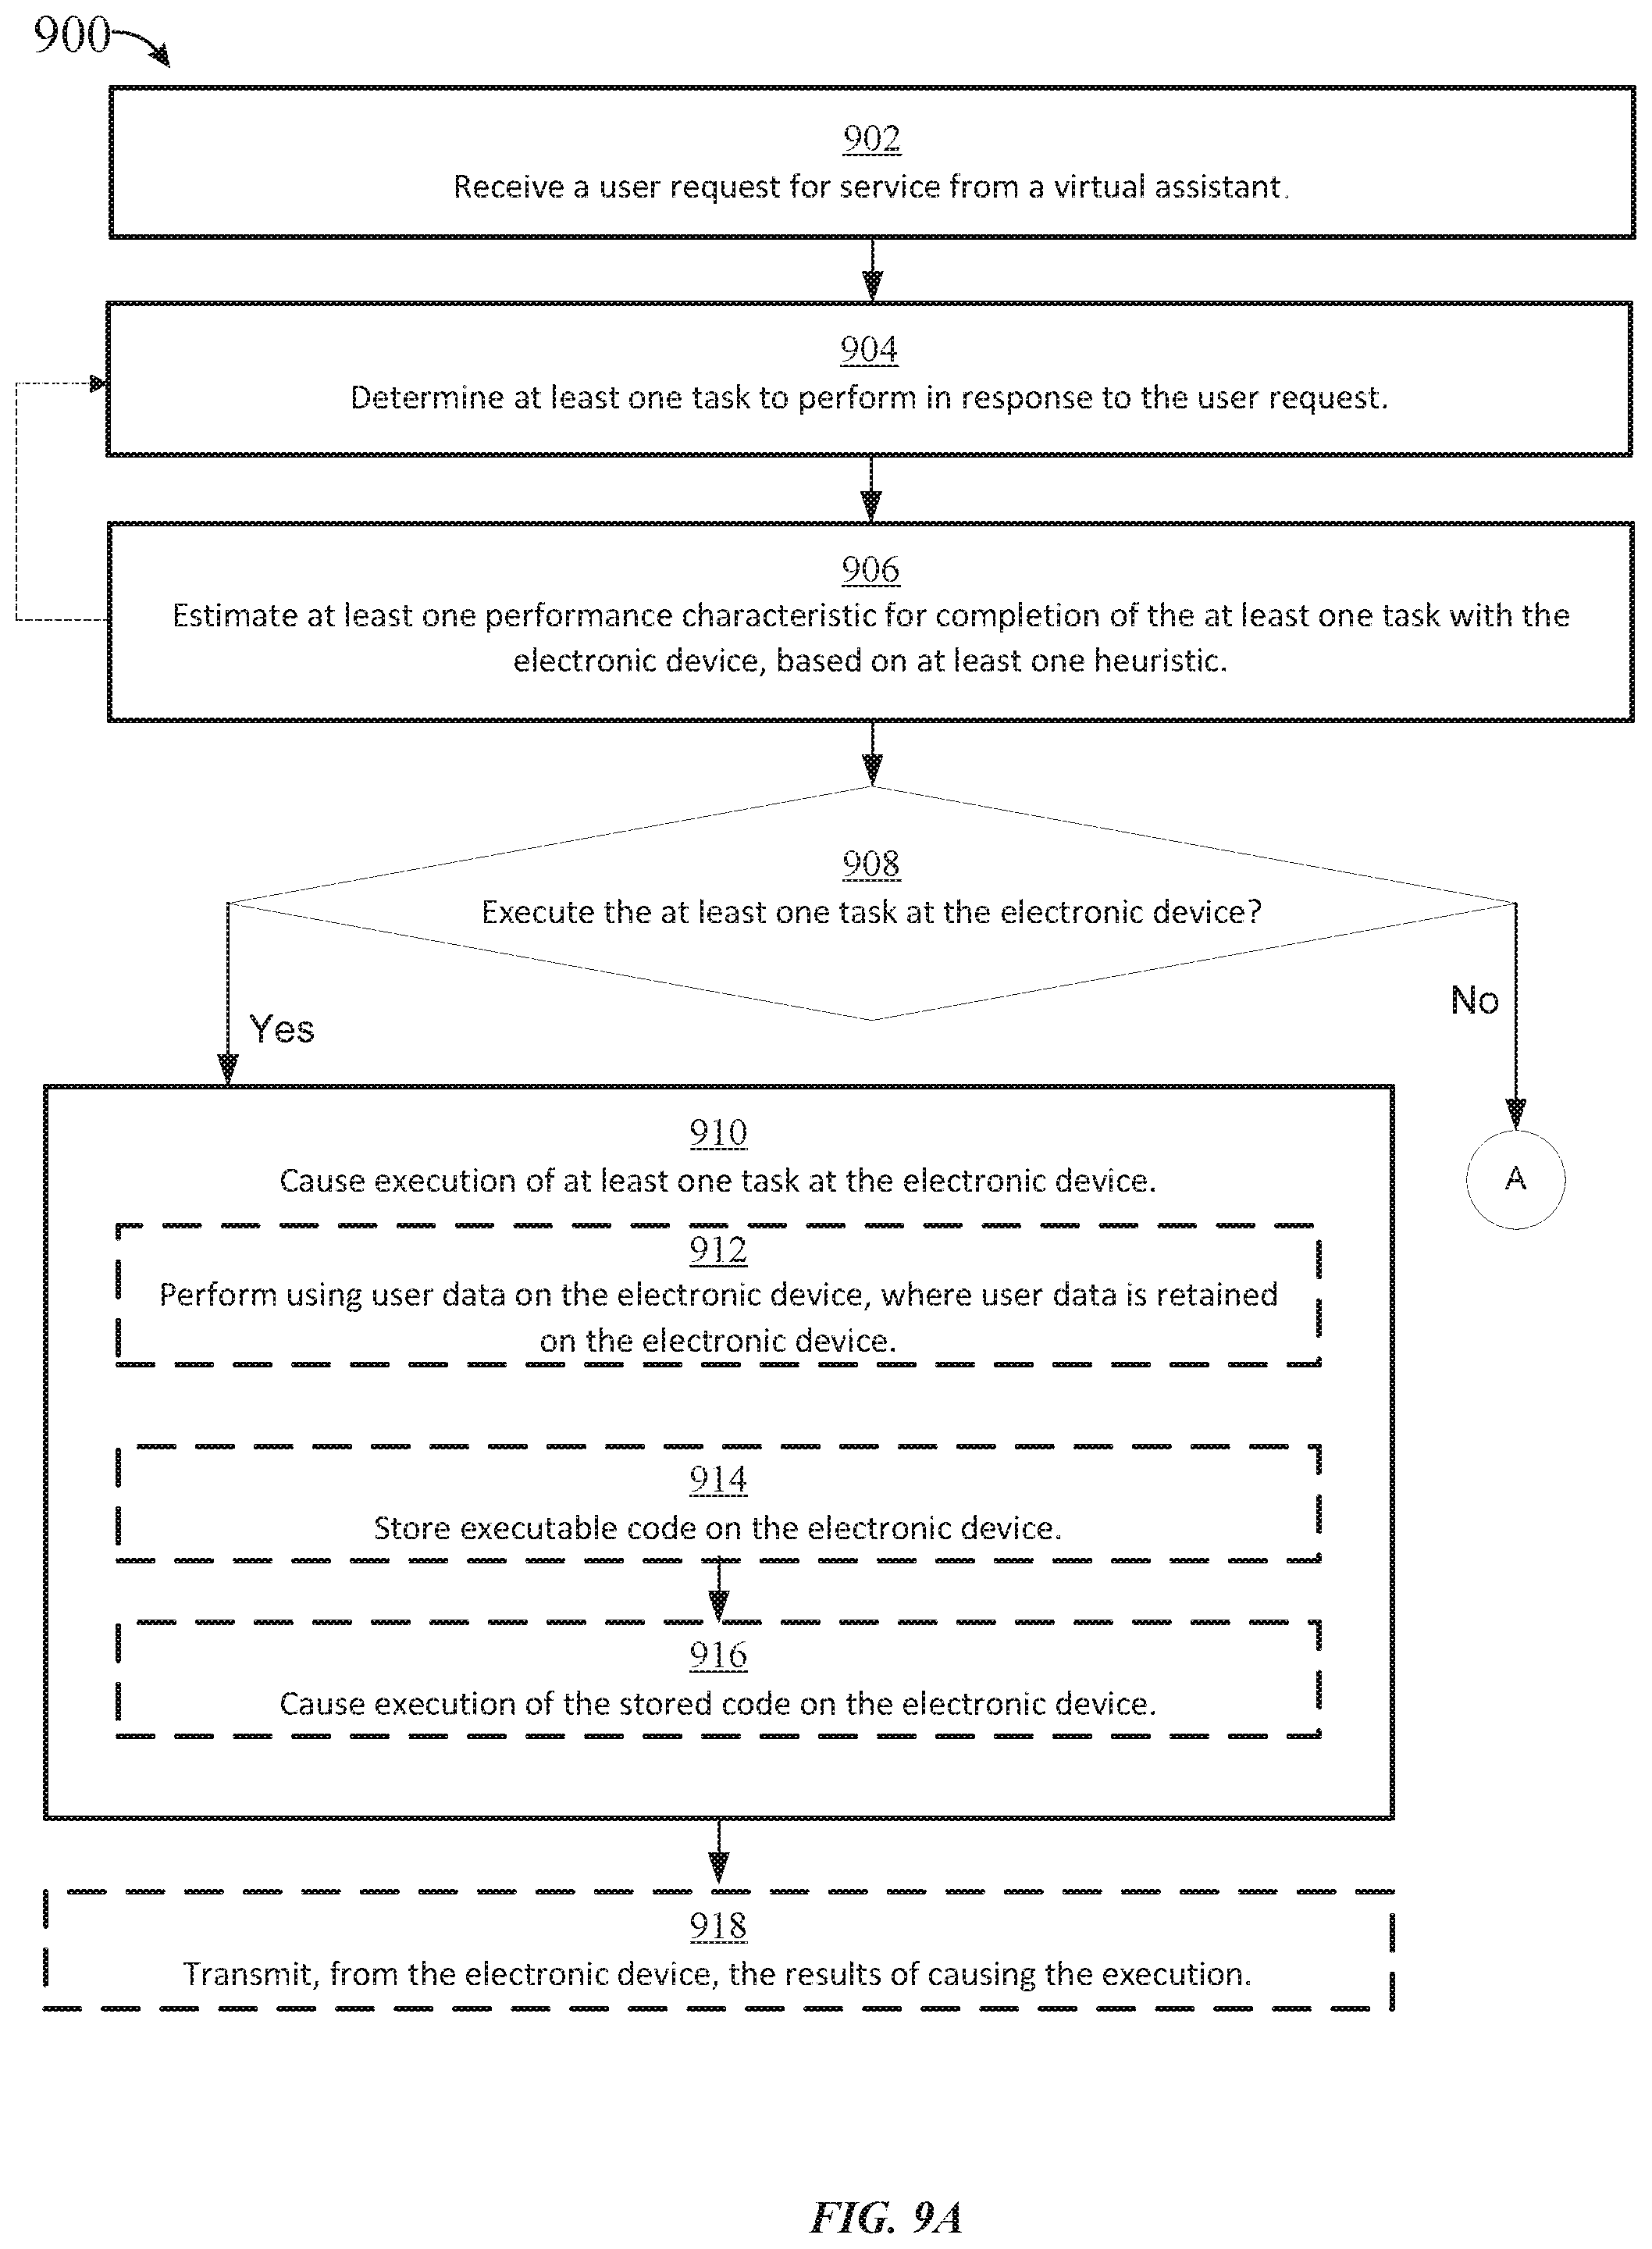 900
902
Receive a user request for service from a virtual assistant.
904
Determine at least one task to perform in response to the user request.
906
Estimate at least one performance characteristic for completion of the at least one task with the
electronic device, based on at least one heuristic.
908
Execute the at least one task at the electronic device?
Yes
No
910
Cause execution of at least one task at the electronic device.
A
912
Perform using user data on the electronic device, where user data is retained
on the electronic device.
914
Store executable code on the electronic device.
916
Cause execution of the stored code on the electronic device.
918
Transmit, from the electronic device, the results of causing the execution.
FIG. 9A